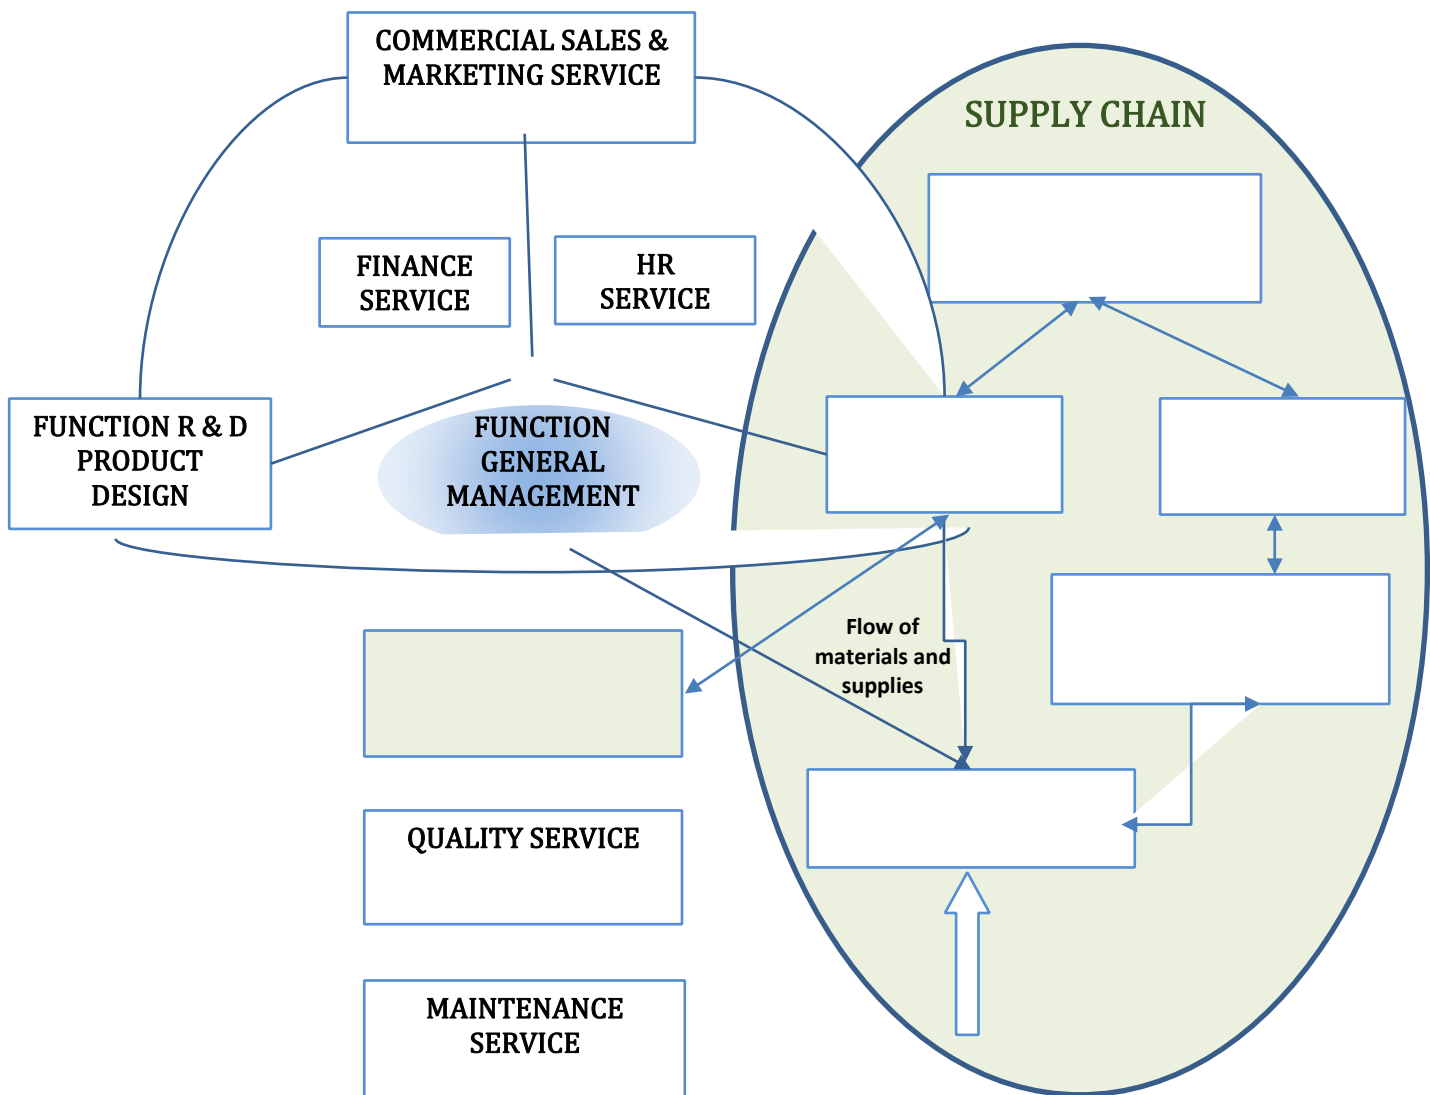 COMMERCIAL SALES &
MARKETING SERVICE
SUPPLY CHAIN
FINANCE
SERVICE
HR
SERVICE
FUNCTION R & D
PRODUCT
DESIGN
FUNCTION
GENERAL
MANAGEMENT
Flow of
materials and
supplies
QUALITY SERVICE
MAINTENANCE
SERVICE